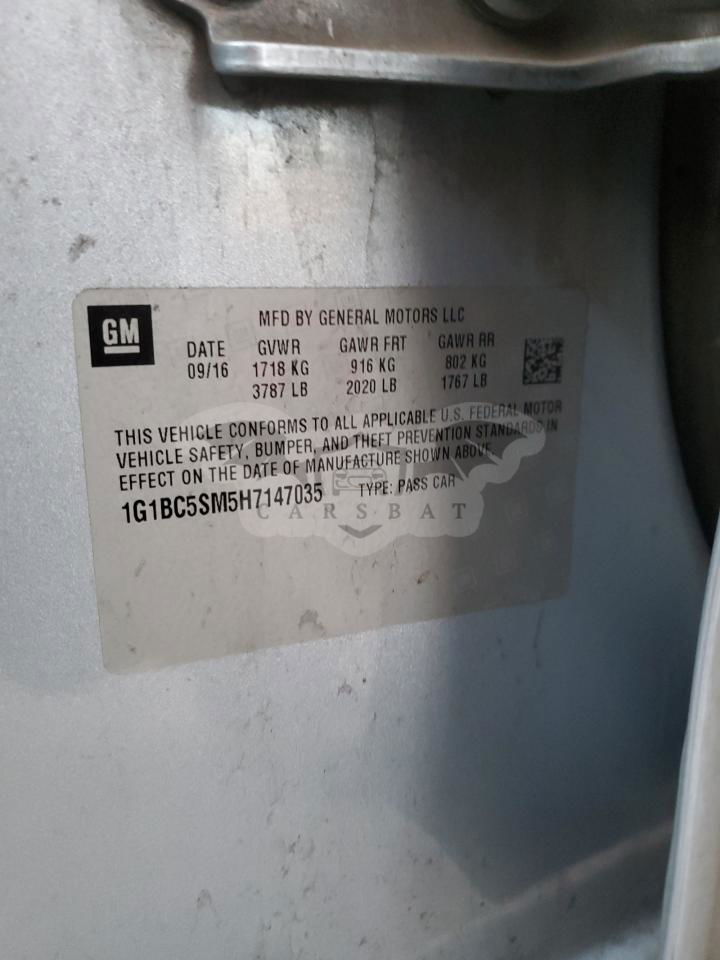 GM
MFD BY GENERAL MOTORS LLC
DATE GVWR GAWR FRT GAWR RR
09/16 1718 KG 916 KG 802 KG
3787 LB 2020 LB 1767 LB
THIS VEHICLE CONFORMS TO ALL APPLICABLE U.S. FEDERAL MOTOR
VEHICLE SAFETY, BUMPER, AND THEFT PREVENTION STANDARDS IN
EFFECT ON THE DATE OF MANUFACTURE SHOWN ABOVE.
1G1BC5SM5H7147035 TYPE: PASS CAR
CARSBAT